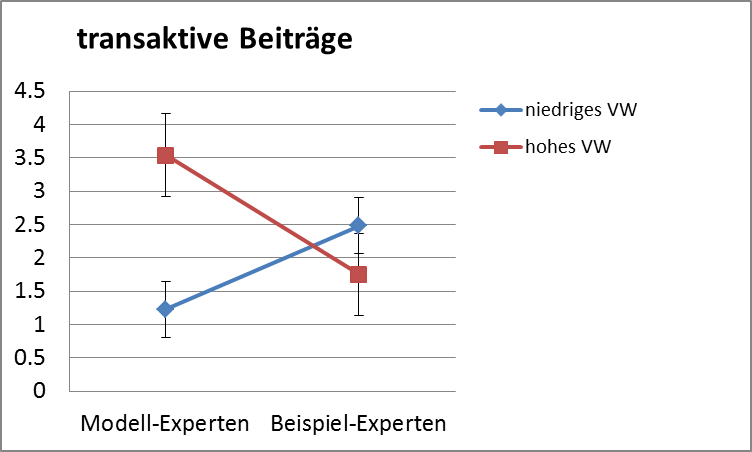 transaktive Beiträge
4.5
4
3.5
3
2.5
2
1.5
1
0.5
0
Modell-Experten Beispiel-Experten
niedriges VW
hohes VW